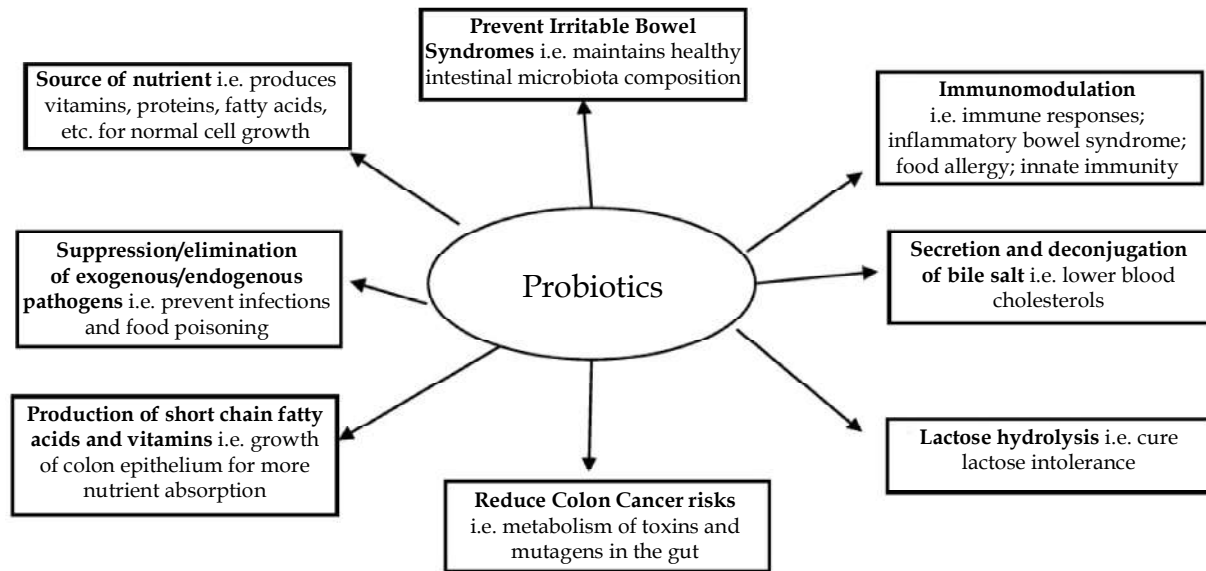 Prevent Irritable Bowel
Syndromes i.e. maintains healthy
intestinal microbiota composition
Source of nutrient i.e. produces
vitamins, proteins, fatty acids,
etc. for normal cell growth
Immunomodulation
i.e. immune responses;
inflammatory bowel syndrome;
food allergy; innate immunity
Suppression/elimination
of exogenous/endogenous
pathogens i.e. prevent infections
and food poisoning
Probiotics
Secretion and deconjugation
of bile salt i.e. lower blood
cholesterols
Production of short chain fatty
acids and vitamins i.e. growth
of colon epithelium for more
nutrient absorption
Reduce Colon Cancer risks
i.e. metabolism of toxins and
mutagens in the gut
Lactose hydrolysis i.e. cure
lactose intolerance